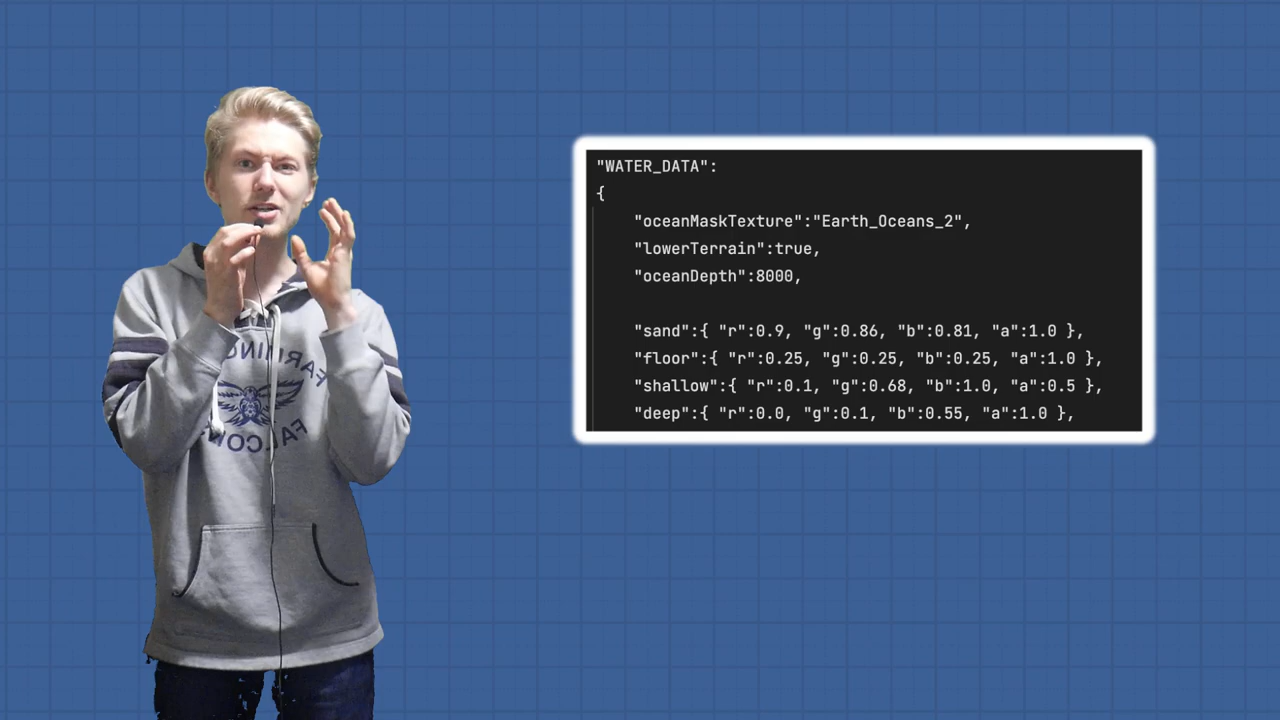 FARMING
FALCONS
"WATER_DATA":
{
"oceanMaskTexture":"Earth_Oceans_2",
"lowerTerrain":true,
"oceanDepth":8000,
"sand":{ "r":0.9, "g":0.86, "b":0.81, "a":1.0 },
"floor":{ "r":0.25, "g":0.25, "b":0.25, "a":1.0 },
"shallow":{ "r":0.1, "g":0.68, "b":1.0, "a":0.5 },
"deep":{ "r":0.0, "g":0.1, "b":0.55, "a":1.0 },